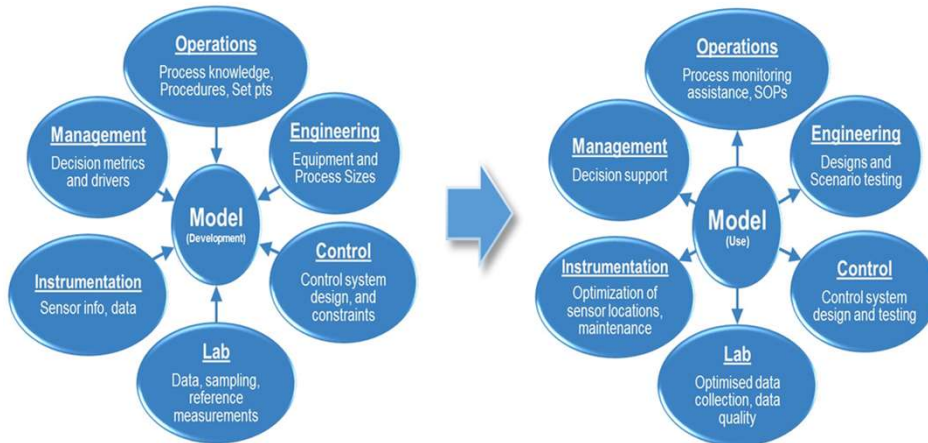 Operations
Process knowledge,
Procedures, Set pts
Management
Decision metrics
and drivers
Engineering
Equipment and
Process Sizes
Model
(Development)
Instrumentation
Sensor info, data
Control
Control system
design, and
constraints
Lab
Data, sampling,
reference
measurements
Operations
Process monitoring
assistance, SOPs
Management
Decision support
Engineering
Designs and
Scenario testing
Model
(Use)
Instrumentation
Optimization of
sensor locations,
maintenance
Control
Control system
design and testing
Lab
Optimised data
collection, data
quality